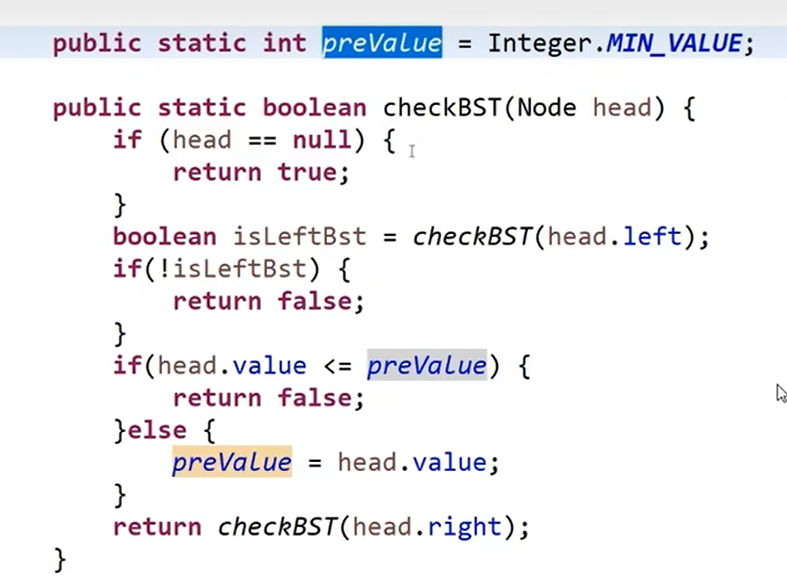 public static int preValue = Integer.MIN_VALUE;
public static boolean checkBST(Node head) {
if (head == null) {
return true;
}
boolean isLeftBst = checkBST(head.left);
if(!isLeftBst) {
return false;
}
if(head.value <= preValue) {
return false;
}else {
preValue = head.value;
}
return checkBST(head.right);
}